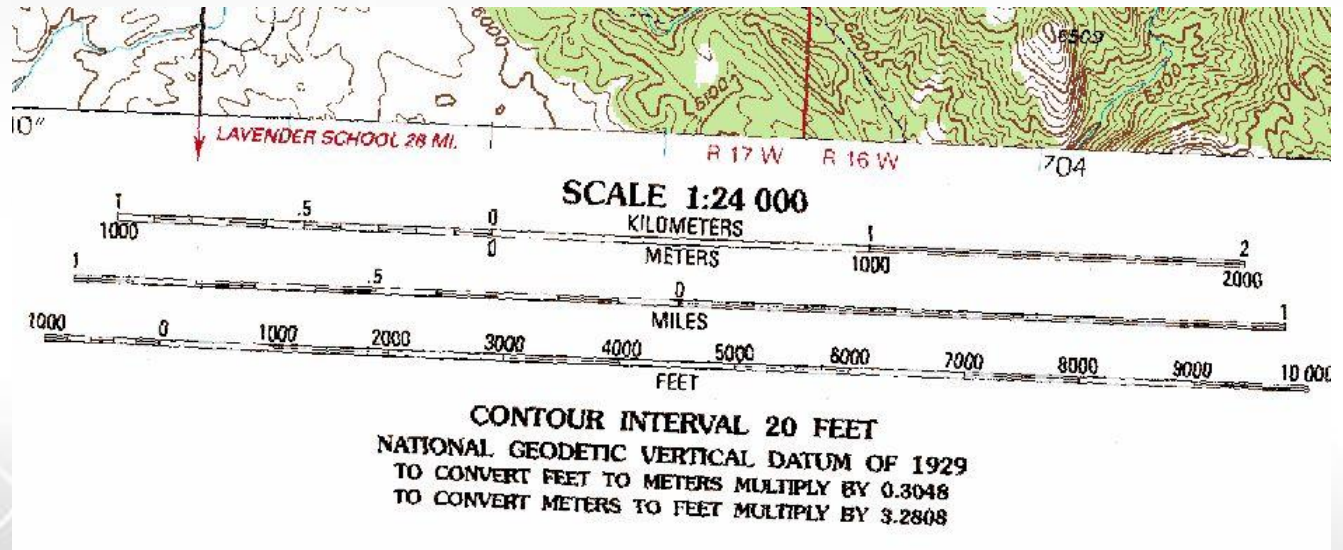 6000
6509
6200
6300
6300
10"
LAVENDER SCHOOL 28 MI.
R 17 W R 16 W
704
SCALE 1:24 000
1 .5 0 1 2
KILOMETERS
1000 0 METERS 1000 2000
1 .5 0 1
MILES
1000 0 1000 2000 3000 4000 5000 6000 7000 8000 9000 10 000
FEET
CONTOUR INTERVAL 20 FEET
NATIONAL GEODETIC VERTICAL DATUM OF 1929
TO CONVERT FEET TO METERS MULTIPLY BY 0.3048
TO CONVERT METERS TO FEET MULTIPLY BY 3.2808